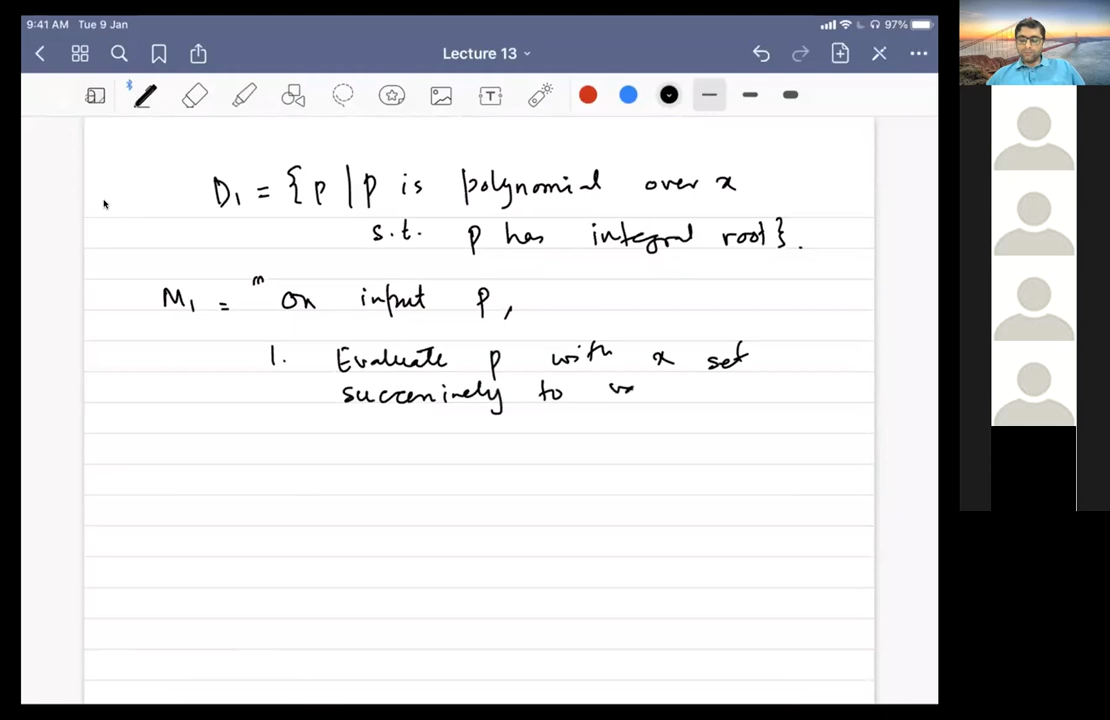 9:41 AM Tue 9 Jan
97%
Lecture 13
D₁ = { p | p is polynomial over x
s.t. p has integral root}.
M₁ = " on input p,
1. Evaluate p with x set
successively to